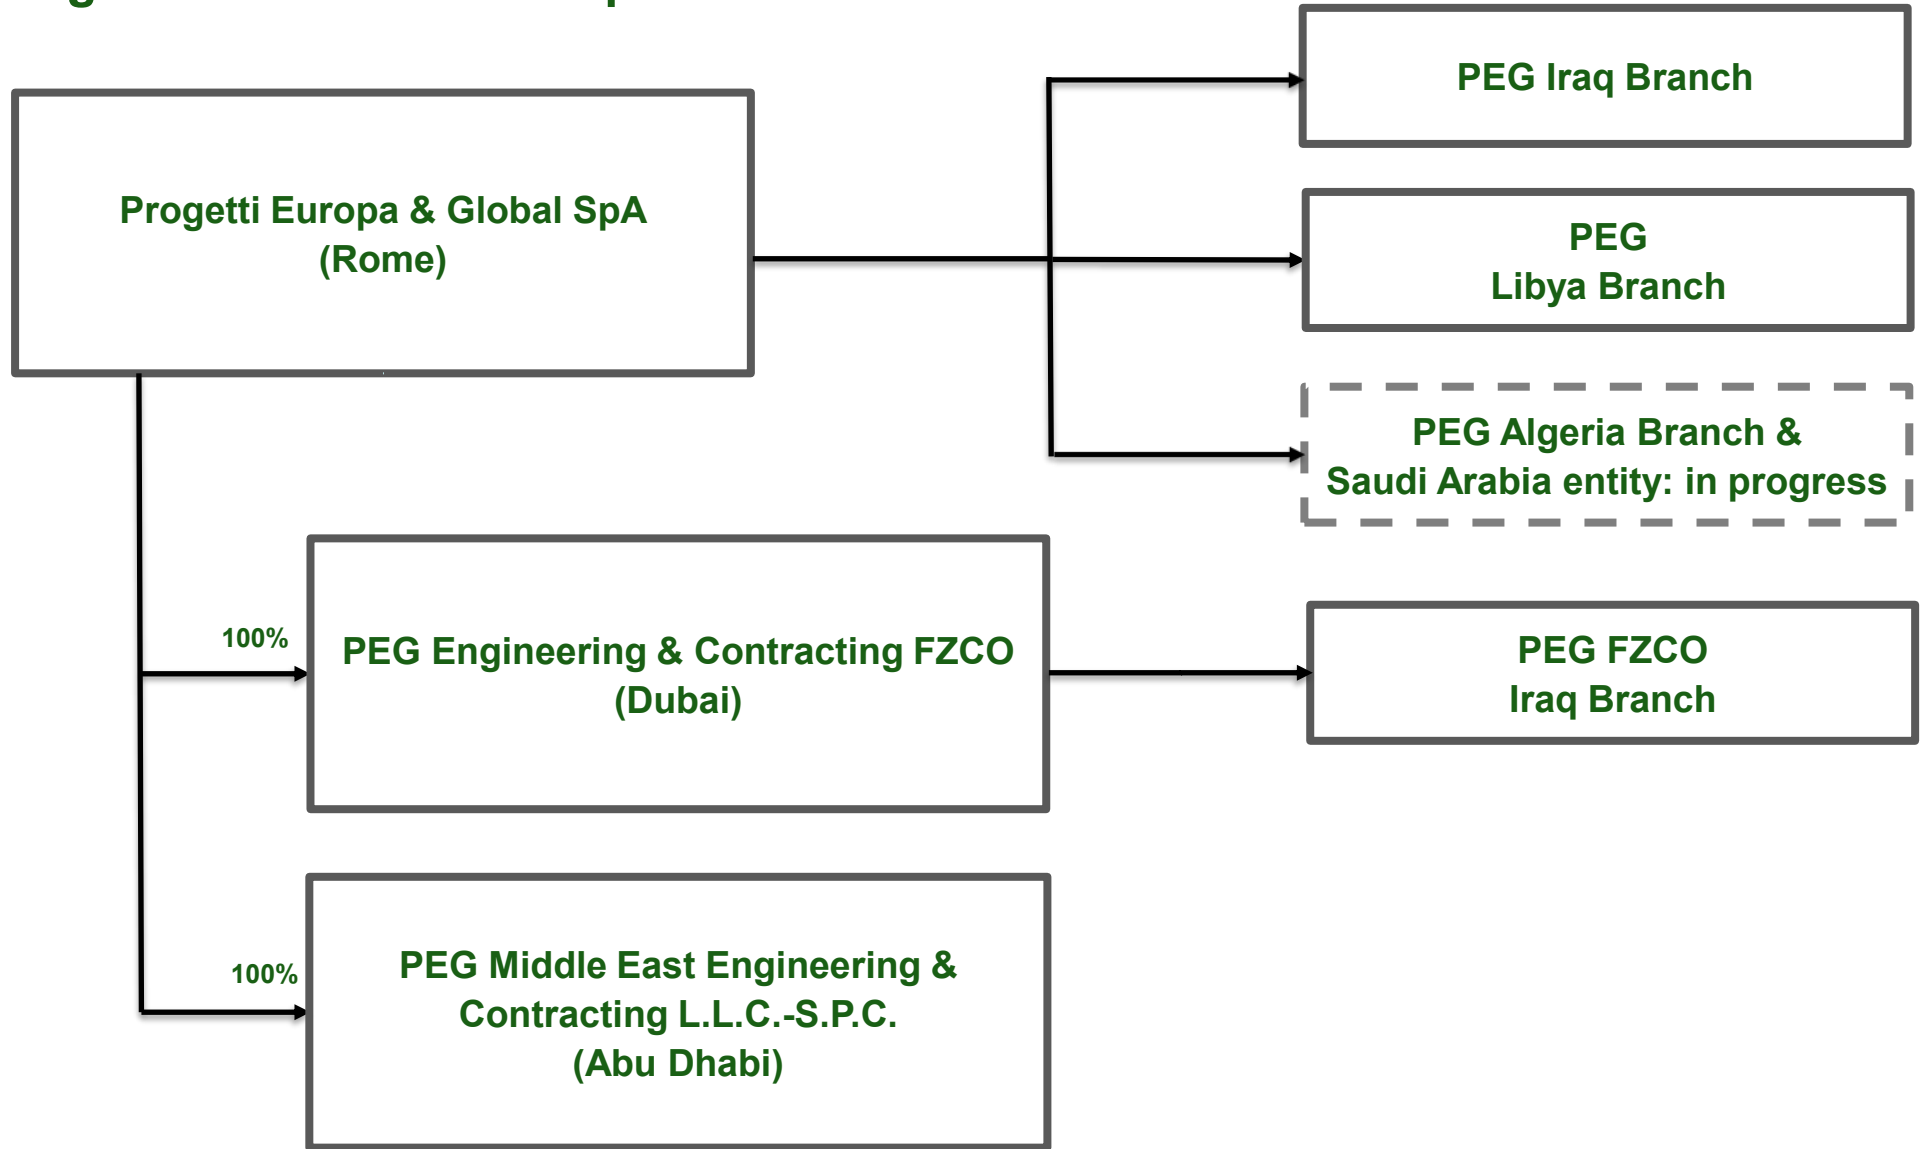 PEG Iraq Branch
Progetti Europa & Global SpA
(Rome)
PEG
Libya Branch
PEG Algeria Branch &
Saudi Arabia entity: in progress
100%
PEG Engineering & Contracting FZCO
(Dubai)
PEG FZCO
Iraq Branch
100%
PEG Middle East Engineering &
Contracting L.L.C.-S.P.C.
(Abu Dhabi)